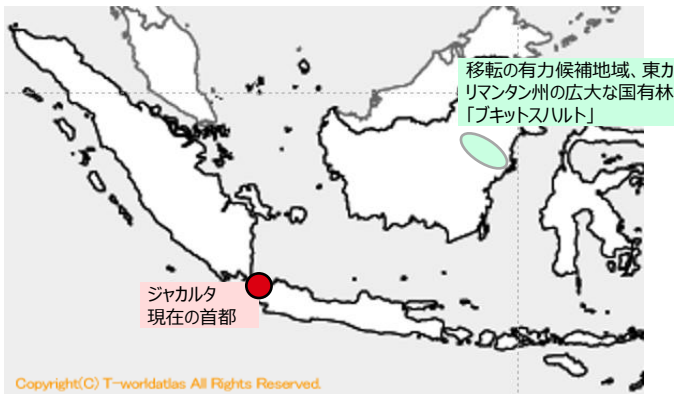 移転の有力候補地域、東カ
リマンタン州の広大な国有林
「ブキットスハルト」
ジャカルタ
現在の首都
Copyright(C) T-worldatlas All Rights Reserved.